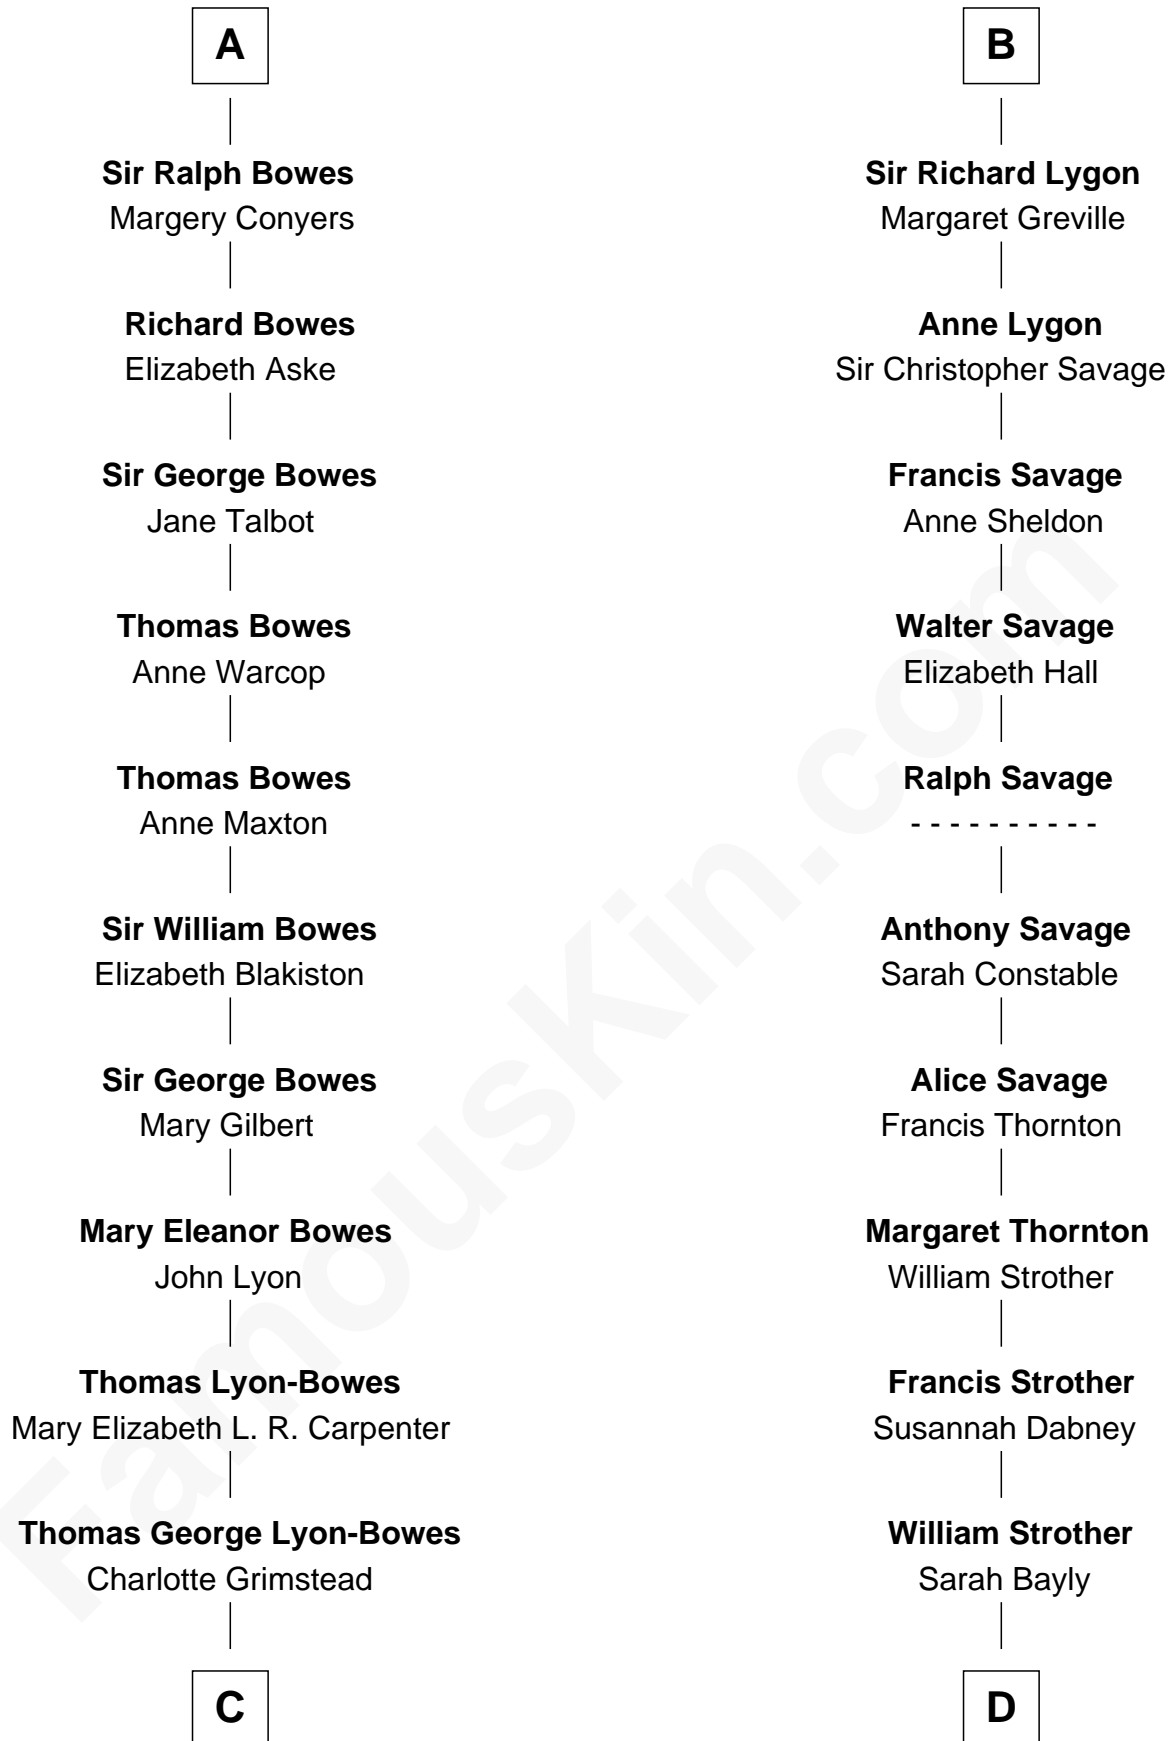 A
Sir Ralph Bowes
Margery Conyers
Richard Bowes
Elizabeth Aske
Sir George Bowes
Jane Talbot
Thomas Bowes
Anne Warcop
Thomas Bowes
Anne Maxton
Sir William Bowes
Elizabeth Blakiston
Sir George Bowes
Mary Gilbert
Mary Eleanor Bowes
John Lyon
Thomas Lyon-Bowes
Mary Elizabeth L. R. Carpenter
Thomas George Lyon-Bowes
Charlotte Grimstead
C
B
Sir Richard Lygon
Margaret Greville
Anne Lygon
Sir Christopher Savage
Francis Savage
Anne Sheldon
Walter Savage
Elizabeth Hall
Ralph Savage
- - - - - - - - - -
Anthony Savage
Sarah Constable
Alice Savage
Francis Thornton
Margaret Thornton
William Strother
Francis Strother
Susannah Dabney
William Strother
Sarah Bayly
D
FamousKin.com